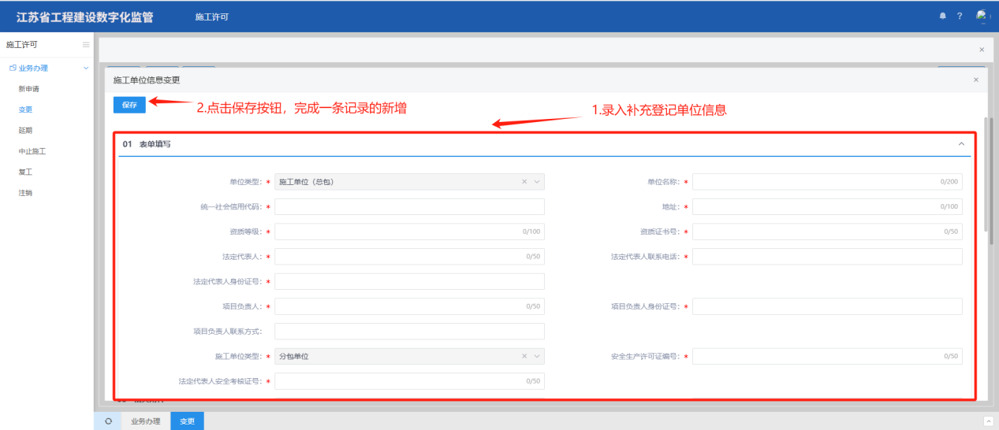 江苏省工程建设数字化监管 施工许可 ?
施工许可
业务办理
新申请
变更
延期
中止施工
复工
注销
施工单位信息变更
保存
2.点击保存按钮，完成一条记录的新增
1.录入补充登记单位信息
01 表单填写
单位类型：* 施工单位（总包） 单位名称：* 0/200
统一社会信用代码：* 地址：* 0/100
资质等级：* 0/100 资质证书号：* 0/50
法定代表人：* 0/50 法定代表人联系电话：*
法定代表人身份证号：*
项目负责人：* 0/50 项目负责人身份证号：*
项目负责人联系方式：
施工单位类型：* 分包单位 安全生产许可证编号：* 0/50
法定代表人安全考核证号：* 0/50
业务办理 变更